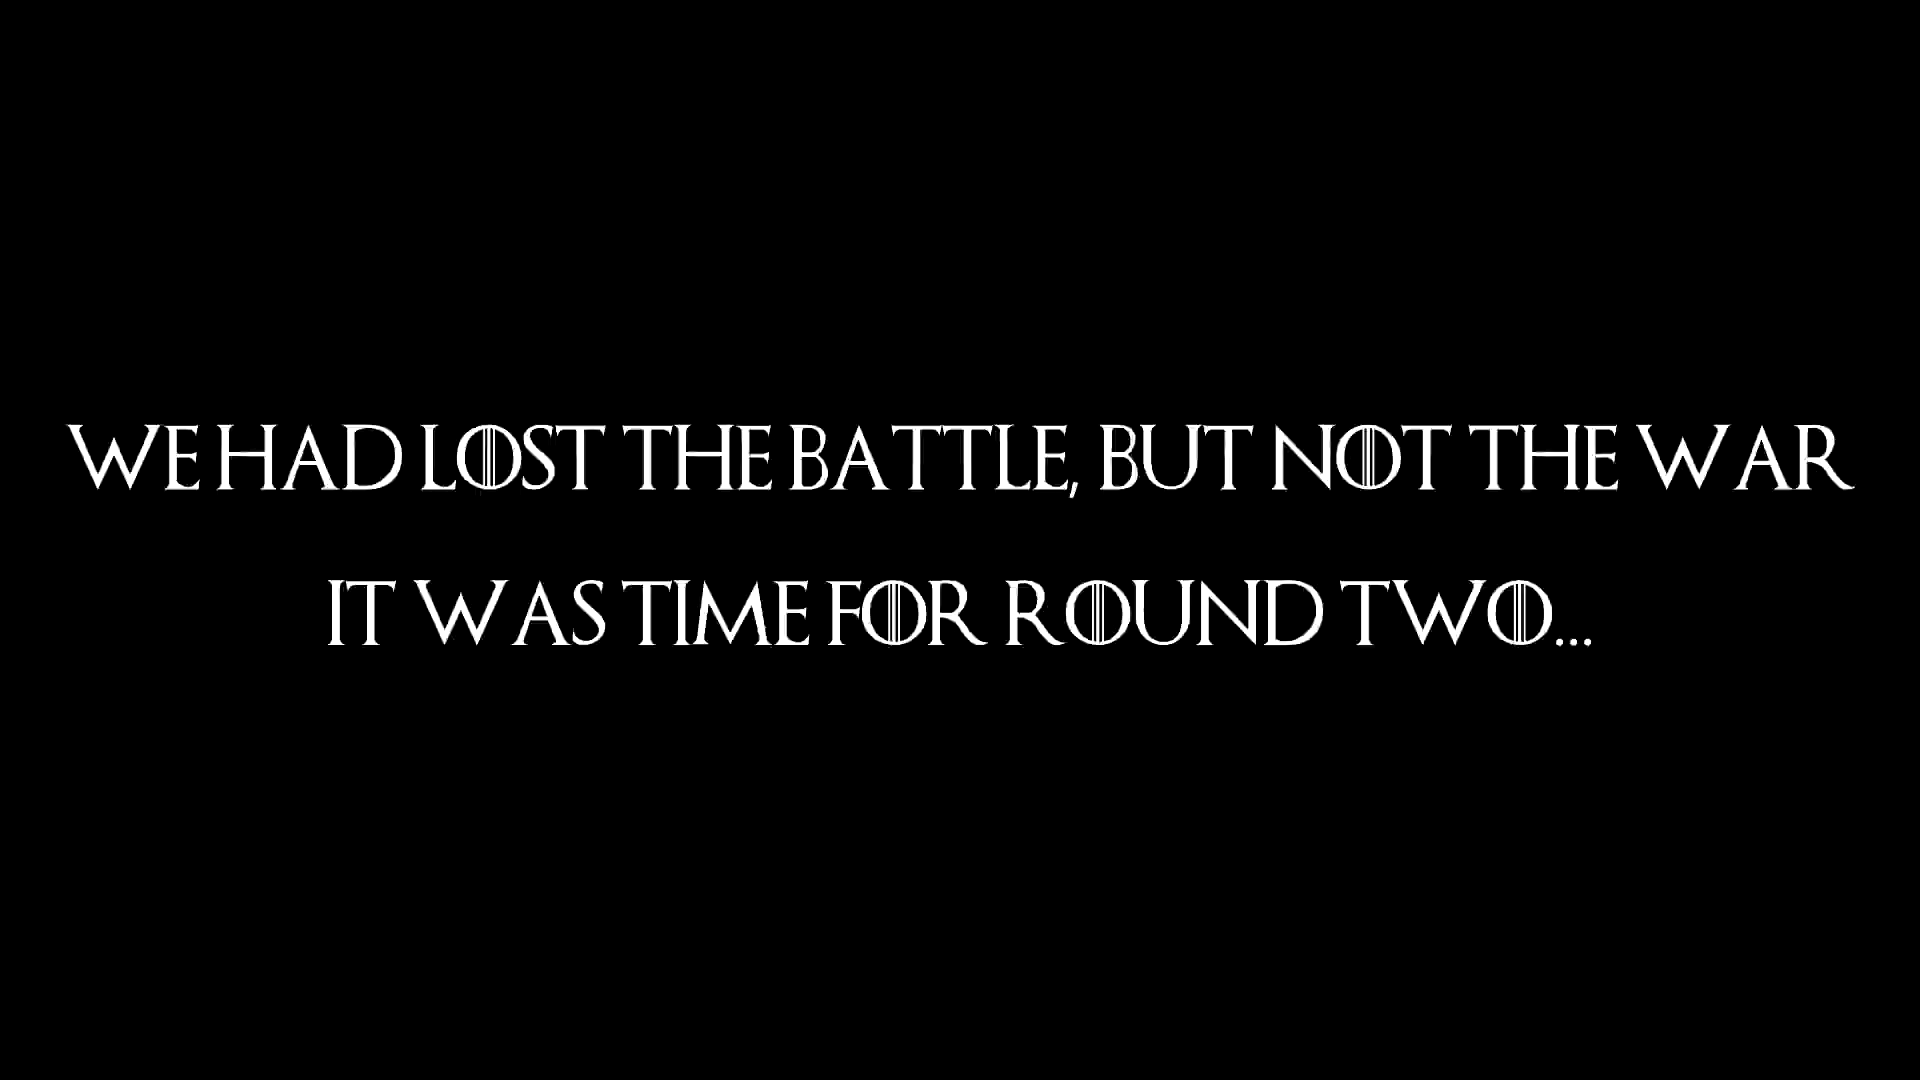 WE HAD LOST THE BATTLE, BUT NOT THE WAR
IT WAS TIME FOR ROUND TWO...